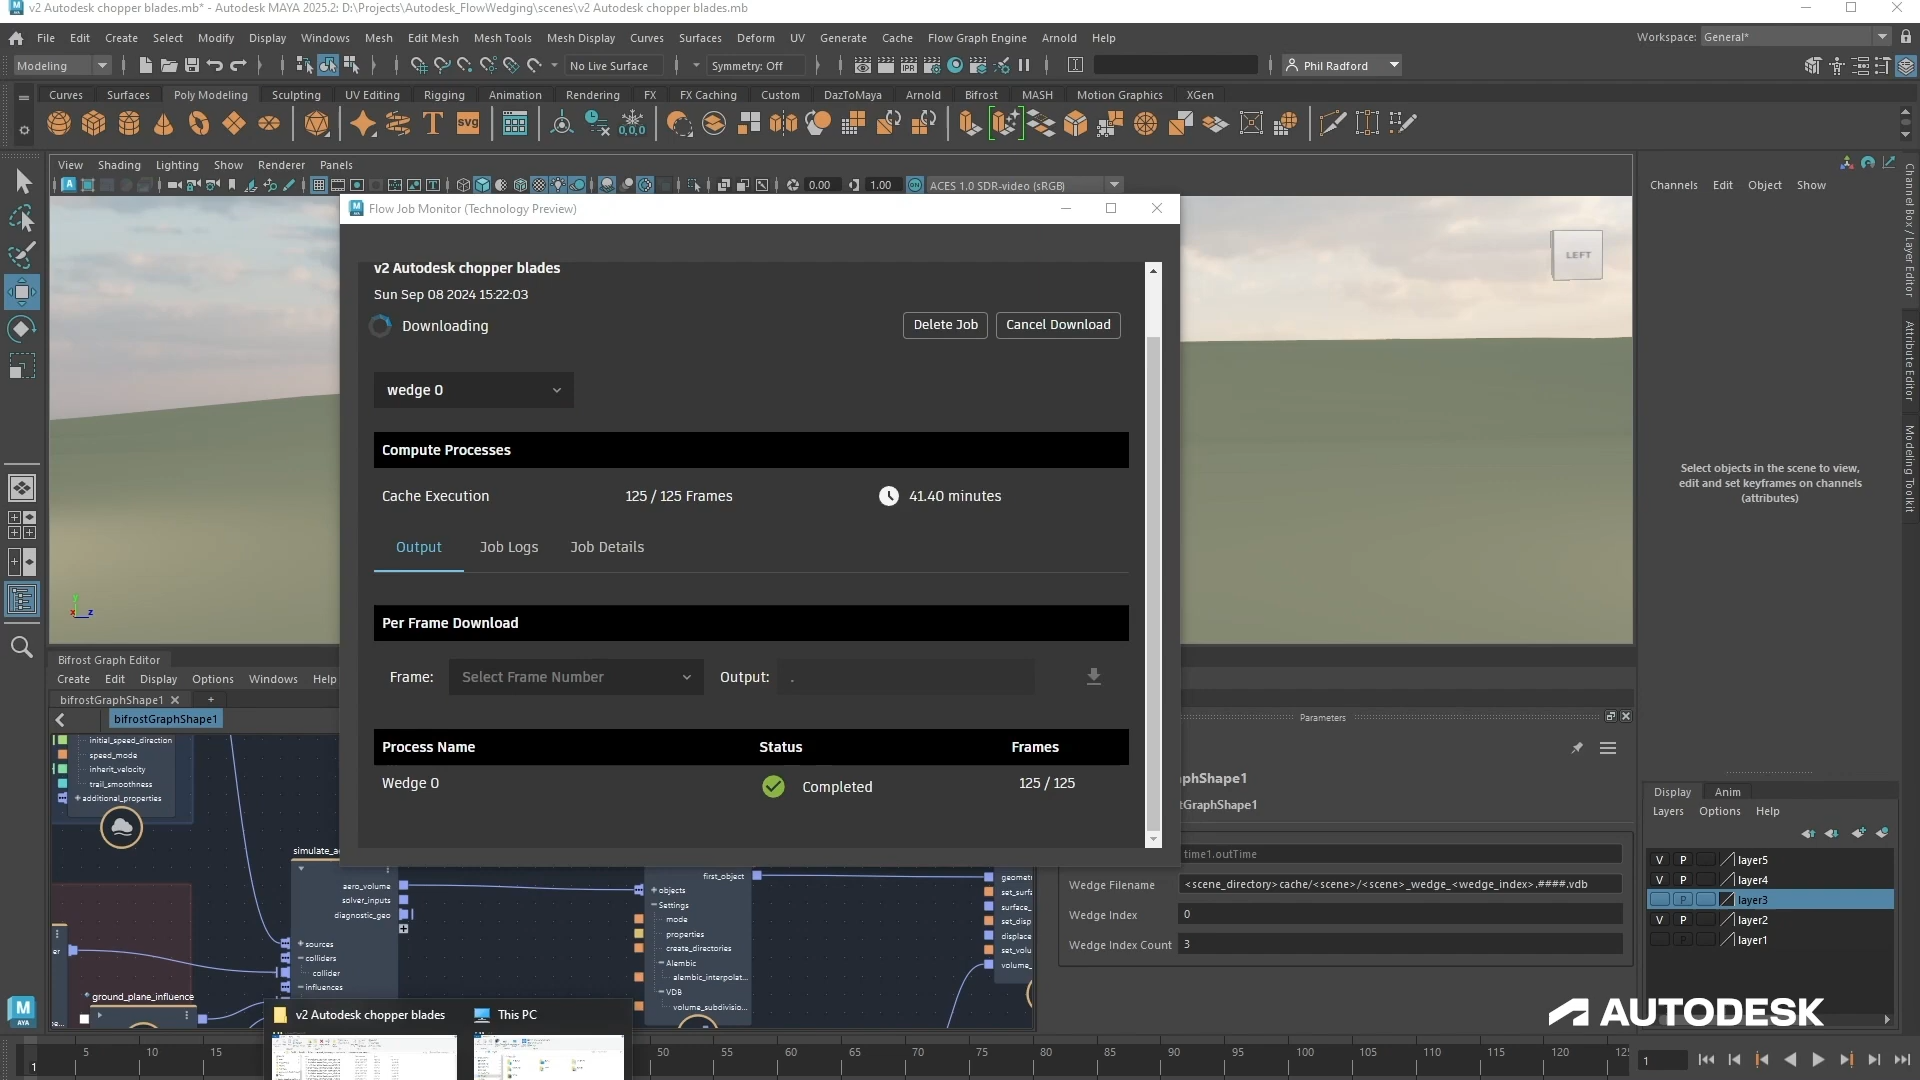 v2 Autodesk chopper blades.mb* - Autodesk MAYA 2025.2: D:\Projects\Autodesk_FlowWedging\scenes\v2 Autodesk chopper blades.mb
File Edit Create Select Modify Display Windows Mesh Edit Mesh Mesh Tools Mesh Display Curves Surfaces Deform UV Generate Cache Flow Graph Engine Arnold Help
Workspace: General*
Modeling No Live Surface Symmetry: Off Phil Radford
Curves Surfaces Poly Modeling Sculpting UV Editing Rigging Animation Rendering FX FX Caching Custom DazToMaya Arnold Bifrost MASH Motion Graphics XGen
View Shading Lighting Show Renderer Panels
0.00 1.00 ACES 1.0 SDR-video (sRGB)
Channels Edit Object Show
Channel Box / Layer Editor
Attribute Editor
Modeling Toolkit
LEFT
Select objects in the scene to view,
edit and set keyframes on channels
(attributes)
Flow Job Monitor (Technology Preview)
v2 Autodesk chopper blades
Sun Sep 08 2024 15:22:03
Downloading
Delete Job Cancel Download
wedge 0
Compute Processes
Cache Execution 125 / 125 Frames 41.40 minutes
Output Job Logs Job Details
Per Frame Download
Frame: Select Frame Number Output: .
Process Name Status Frames
Wedge 0 Completed 125 / 125
Bifrost Graph Editor
Create Edit Display Options Windows Help
bifrostGraphShape1
bifrostGraphShape1
initial_speed_direction
speed_mode
inherit_velocity
trail_smoothness
additional_properties
aero_volume
solver_inputs
diagnostic_geo
sources
colliders
collider
influences
ground_plane_influence
first_object
objects
Settings
mode
properties
create_directories
Alembic
alembic_interpolat...
VDB
volume_subdivisio...
Parameters
time1.outTime
Wedge Filename <scene_directory>cache/<scene>/<scene>_wedge_<wedge_index>.####.vdb
Wedge Index 0
Wedge Index Count 3
Display Anim
Layers Options Help
V P layer5
V P layer4
layer3
V P layer2
P layer1
AUTODESK
v2 Autodesk chopper blades This PC
5 10 15 50 55 60 65 70 75 80 85 90 95 100 105 110 115 120
1 1